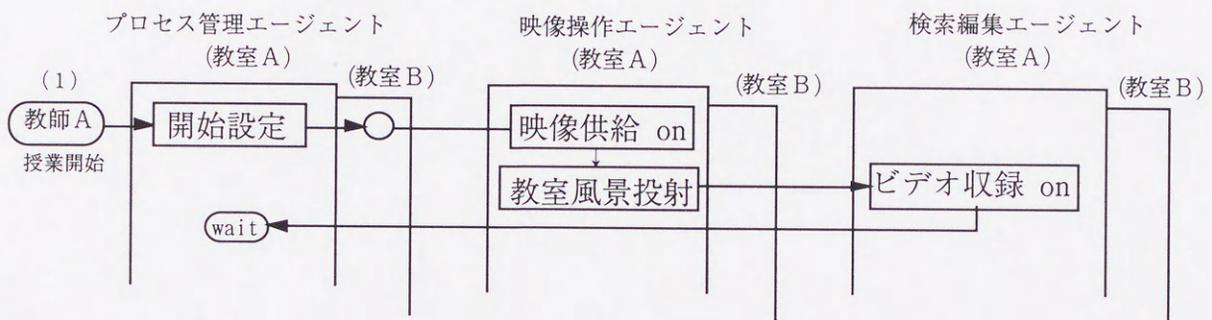 プロセス管理エージェント
(教室A)
(教室B)
映像操作エージェント
(教室A)
(教室B)
検索編集エージェント
(教室A)
(教室B)
(1)
教師A
授業開始
開始設定
映像供給 on
教室風景投射
ビデオ収録 on
wait